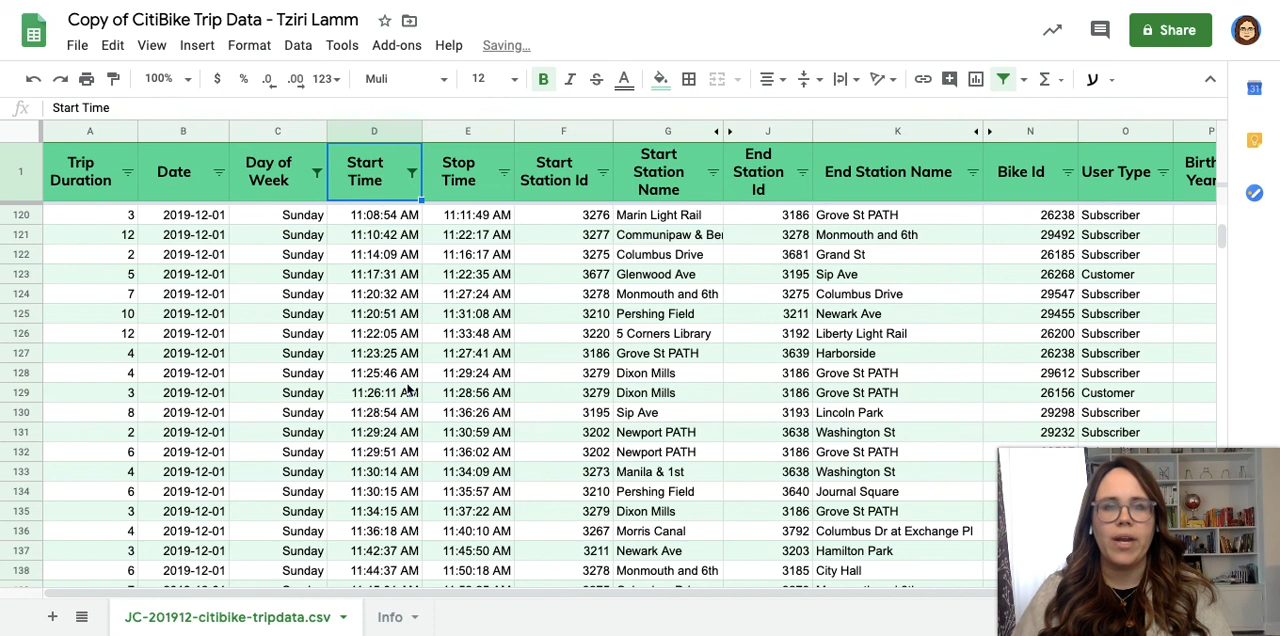 Copy of CitiBike Trip Data - Tziri Lamm
File Edit View Insert Format Data Tools Add-ons Help Saving...
Share
100% $ % .0 .00 123 Muli 12 B I S A Σ
31
fx Start Time
A B C D E F G J K N O P
1 Trip Duration Date Day of Week Start Time Stop Time Start Station Id Start Station Name End Station Id End Station Name Bike Id User Type Birth Year
120 3 2019-12-01 Sunday 11:08:54 AM 11:11:49 AM 3276 Marin Light Rail 3186 Grove St PATH 26238 Subscriber
121 12 2019-12-01 Sunday 11:10:42 AM 11:22:17 AM 3277 Communipaw & Ber 3278 Monmouth and 6th 29492 Subscriber
122 2 2019-12-01 Sunday 11:14:09 AM 11:16:17 AM 3275 Columbus Drive 3681 Grand St 26185 Subscriber
123 5 2019-12-01 Sunday 11:17:31 AM 11:22:35 AM 3677 Glenwood Ave 3195 Sip Ave 26268 Customer
124 7 2019-12-01 Sunday 11:20:32 AM 11:27:24 AM 3278 Monmouth and 6th 3275 Columbus Drive 29547 Subscriber
125 10 2019-12-01 Sunday 11:20:51 AM 11:31:08 AM 3210 Pershing Field 3211 Newark Ave 29455 Subscriber
126 12 2019-12-01 Sunday 11:22:05 AM 11:33:48 AM 3220 5 Corners Library 3192 Liberty Light Rail 26200 Subscriber
127 4 2019-12-01 Sunday 11:23:25 AM 11:27:41 AM 3186 Grove St PATH 3639 Harborside 26238 Subscriber
128 4 2019-12-01 Sunday 11:25:46 AM 11:29:24 AM 3279 Dixon Mills 3186 Grove St PATH 29612 Subscriber
129 3 2019-12-01 Sunday 11:26:11 AM 11:28:56 AM 3279 Dixon Mills 3186 Grove St PATH 26156 Customer
130 8 2019-12-01 Sunday 11:28:54 AM 11:36:26 AM 3195 Sip Ave 3193 Lincoln Park 29298 Subscriber
131 2 2019-12-01 Sunday 11:29:24 AM 11:30:59 AM 3202 Newport PATH 3638 Washington St 29232 Subscriber
132 6 2019-12-01 Sunday 11:29:51 AM 11:36:02 AM 3202 Newport PATH 3638 Washington St
133 4 2019-12-01 Sunday 11:30:14 AM 11:34:09 AM 3273 Manila & 1st 3638 Washington St
134 6 2019-12-01 Sunday 11:30:15 AM 11:35:57 AM 3210 Pershing Field 3640 Journal Square
135 3 2019-12-01 Sunday 11:34:15 AM 11:37:22 AM 3279 Dixon Mills 3186 Grove St PATH
136 4 2019-12-01 Sunday 11:36:18 AM 11:40:10 AM 3267 Morris Canal 3792 Columbus Dr at Exchange Pl
137 3 2019-12-01 Sunday 11:42:37 AM 11:45:50 AM 3211 Newark Ave 3203 Hamilton Park
138 6 2019-12-01 Sunday 11:44:37 AM 11:50:18 AM 3278 Monmouth and 6th 3185 City Hall
JC-201912-citibike-tripdata.csv Info